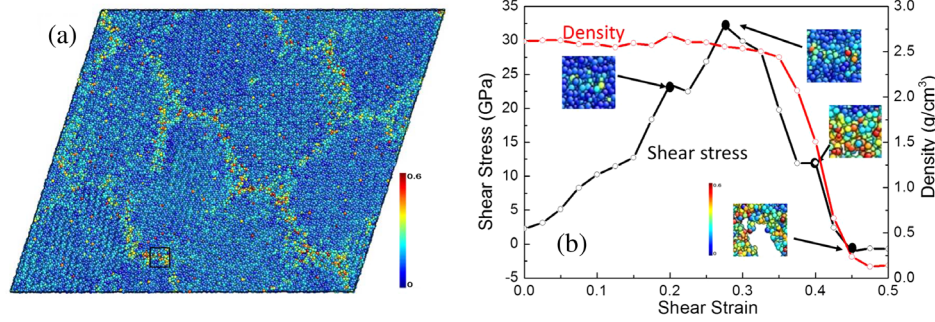 (a)
0.6
0
35
30
25
20
15
10
5
0
-5
Shear Stress (GPa)
Density
Shear stress
0.6
0
(b)
3.0
2.5
2.0
1.5
1.0
0.5
0.0
Density (g/cm3)
0.0 0.1 0.2 0.3 0.4 0.5
Shear Strain